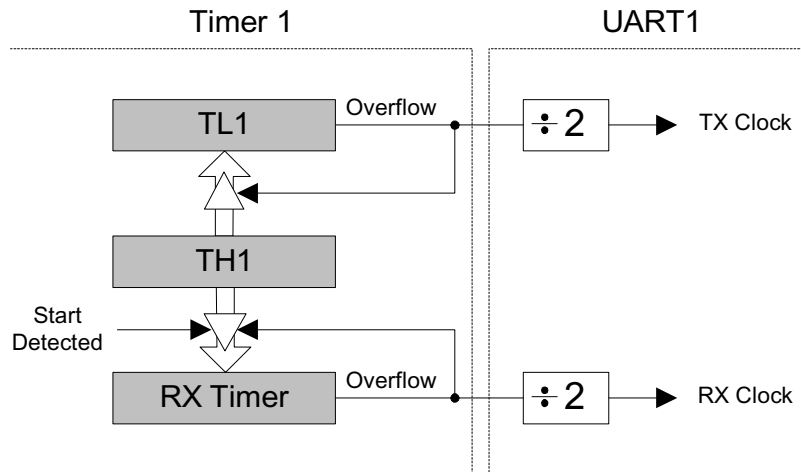 Timer 1
UART1
TL1
Overflow
÷ 2
TX Clock
TH1
Start
Detected
RX Timer
Overflow
÷ 2
RX Clock